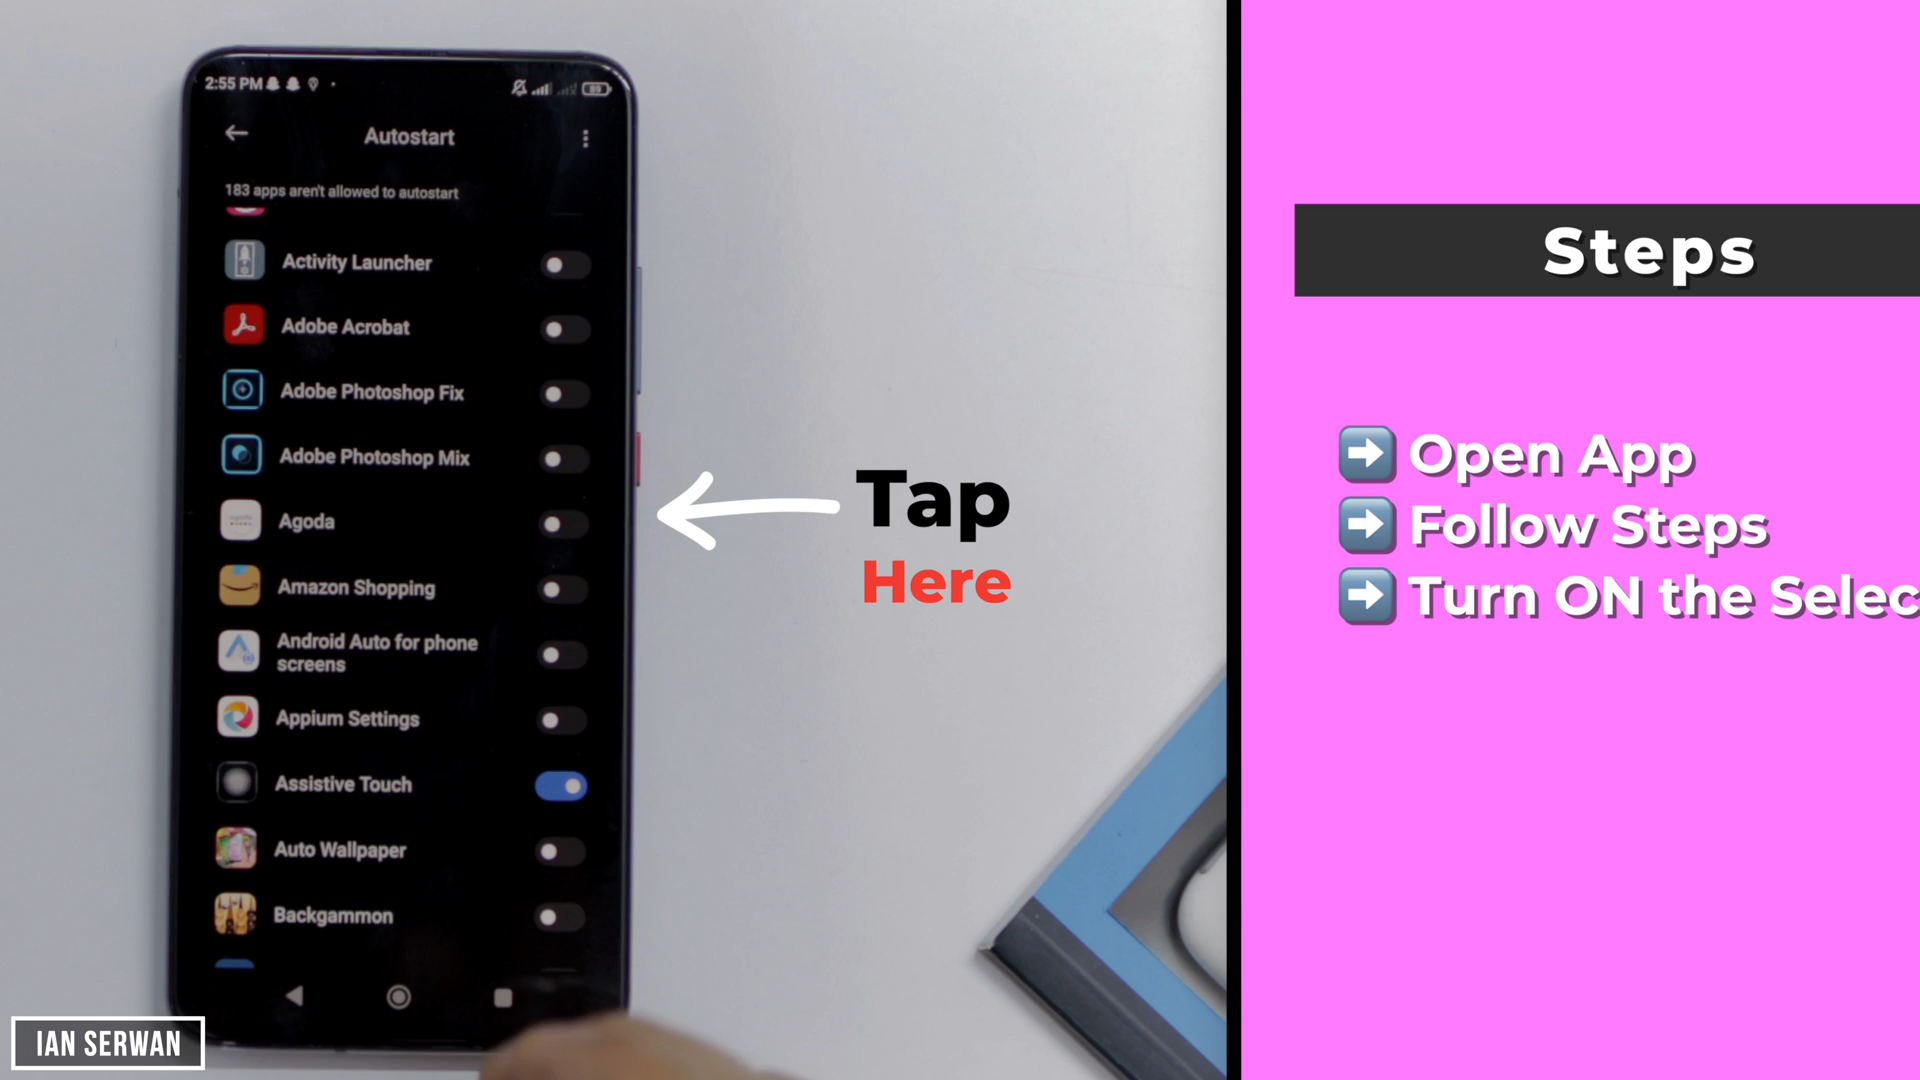 2:55 PM
89
Autostart
183 apps aren't allowed to autostart
Activity Launcher
Adobe Acrobat
Adobe Photoshop Fix
Adobe Photoshop Mix
Agoda
Amazon Shopping
Android Auto for phone
screens
Appium Settings
Assistive Touch
Auto Wallpaper
Backgammon
Tap
Here
Steps
➡️ Open App
➡️ Follow Steps
➡️ Turn ON the Selec
IAN SERWAN